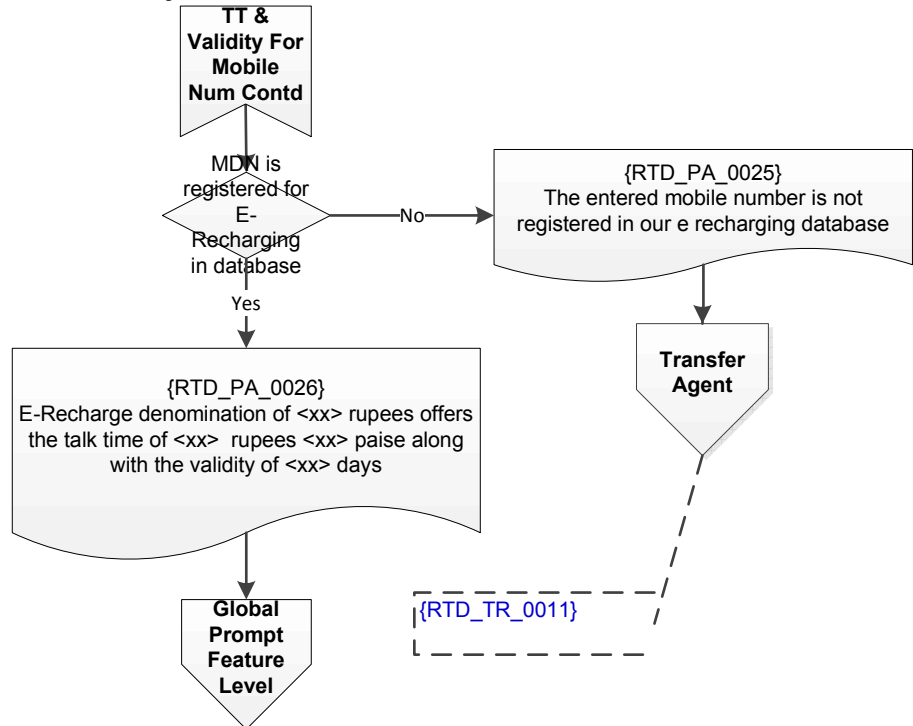 TT &
Validity For
Mobile
Num Contd
MDN is
registered for
E-
Recharging
in database
No
{RTD_PA_0025}
The entered mobile number is not
registered in our e recharging database
Yes
Transfer
Agent
{RTD_PA_0026}
E-Recharge denomination of <xx> rupees offers
the talk time of <xx>  rupees <xx> paise along
with the validity of <xx> days
{RTD_TR_0011}
Global
Prompt
Feature
Level